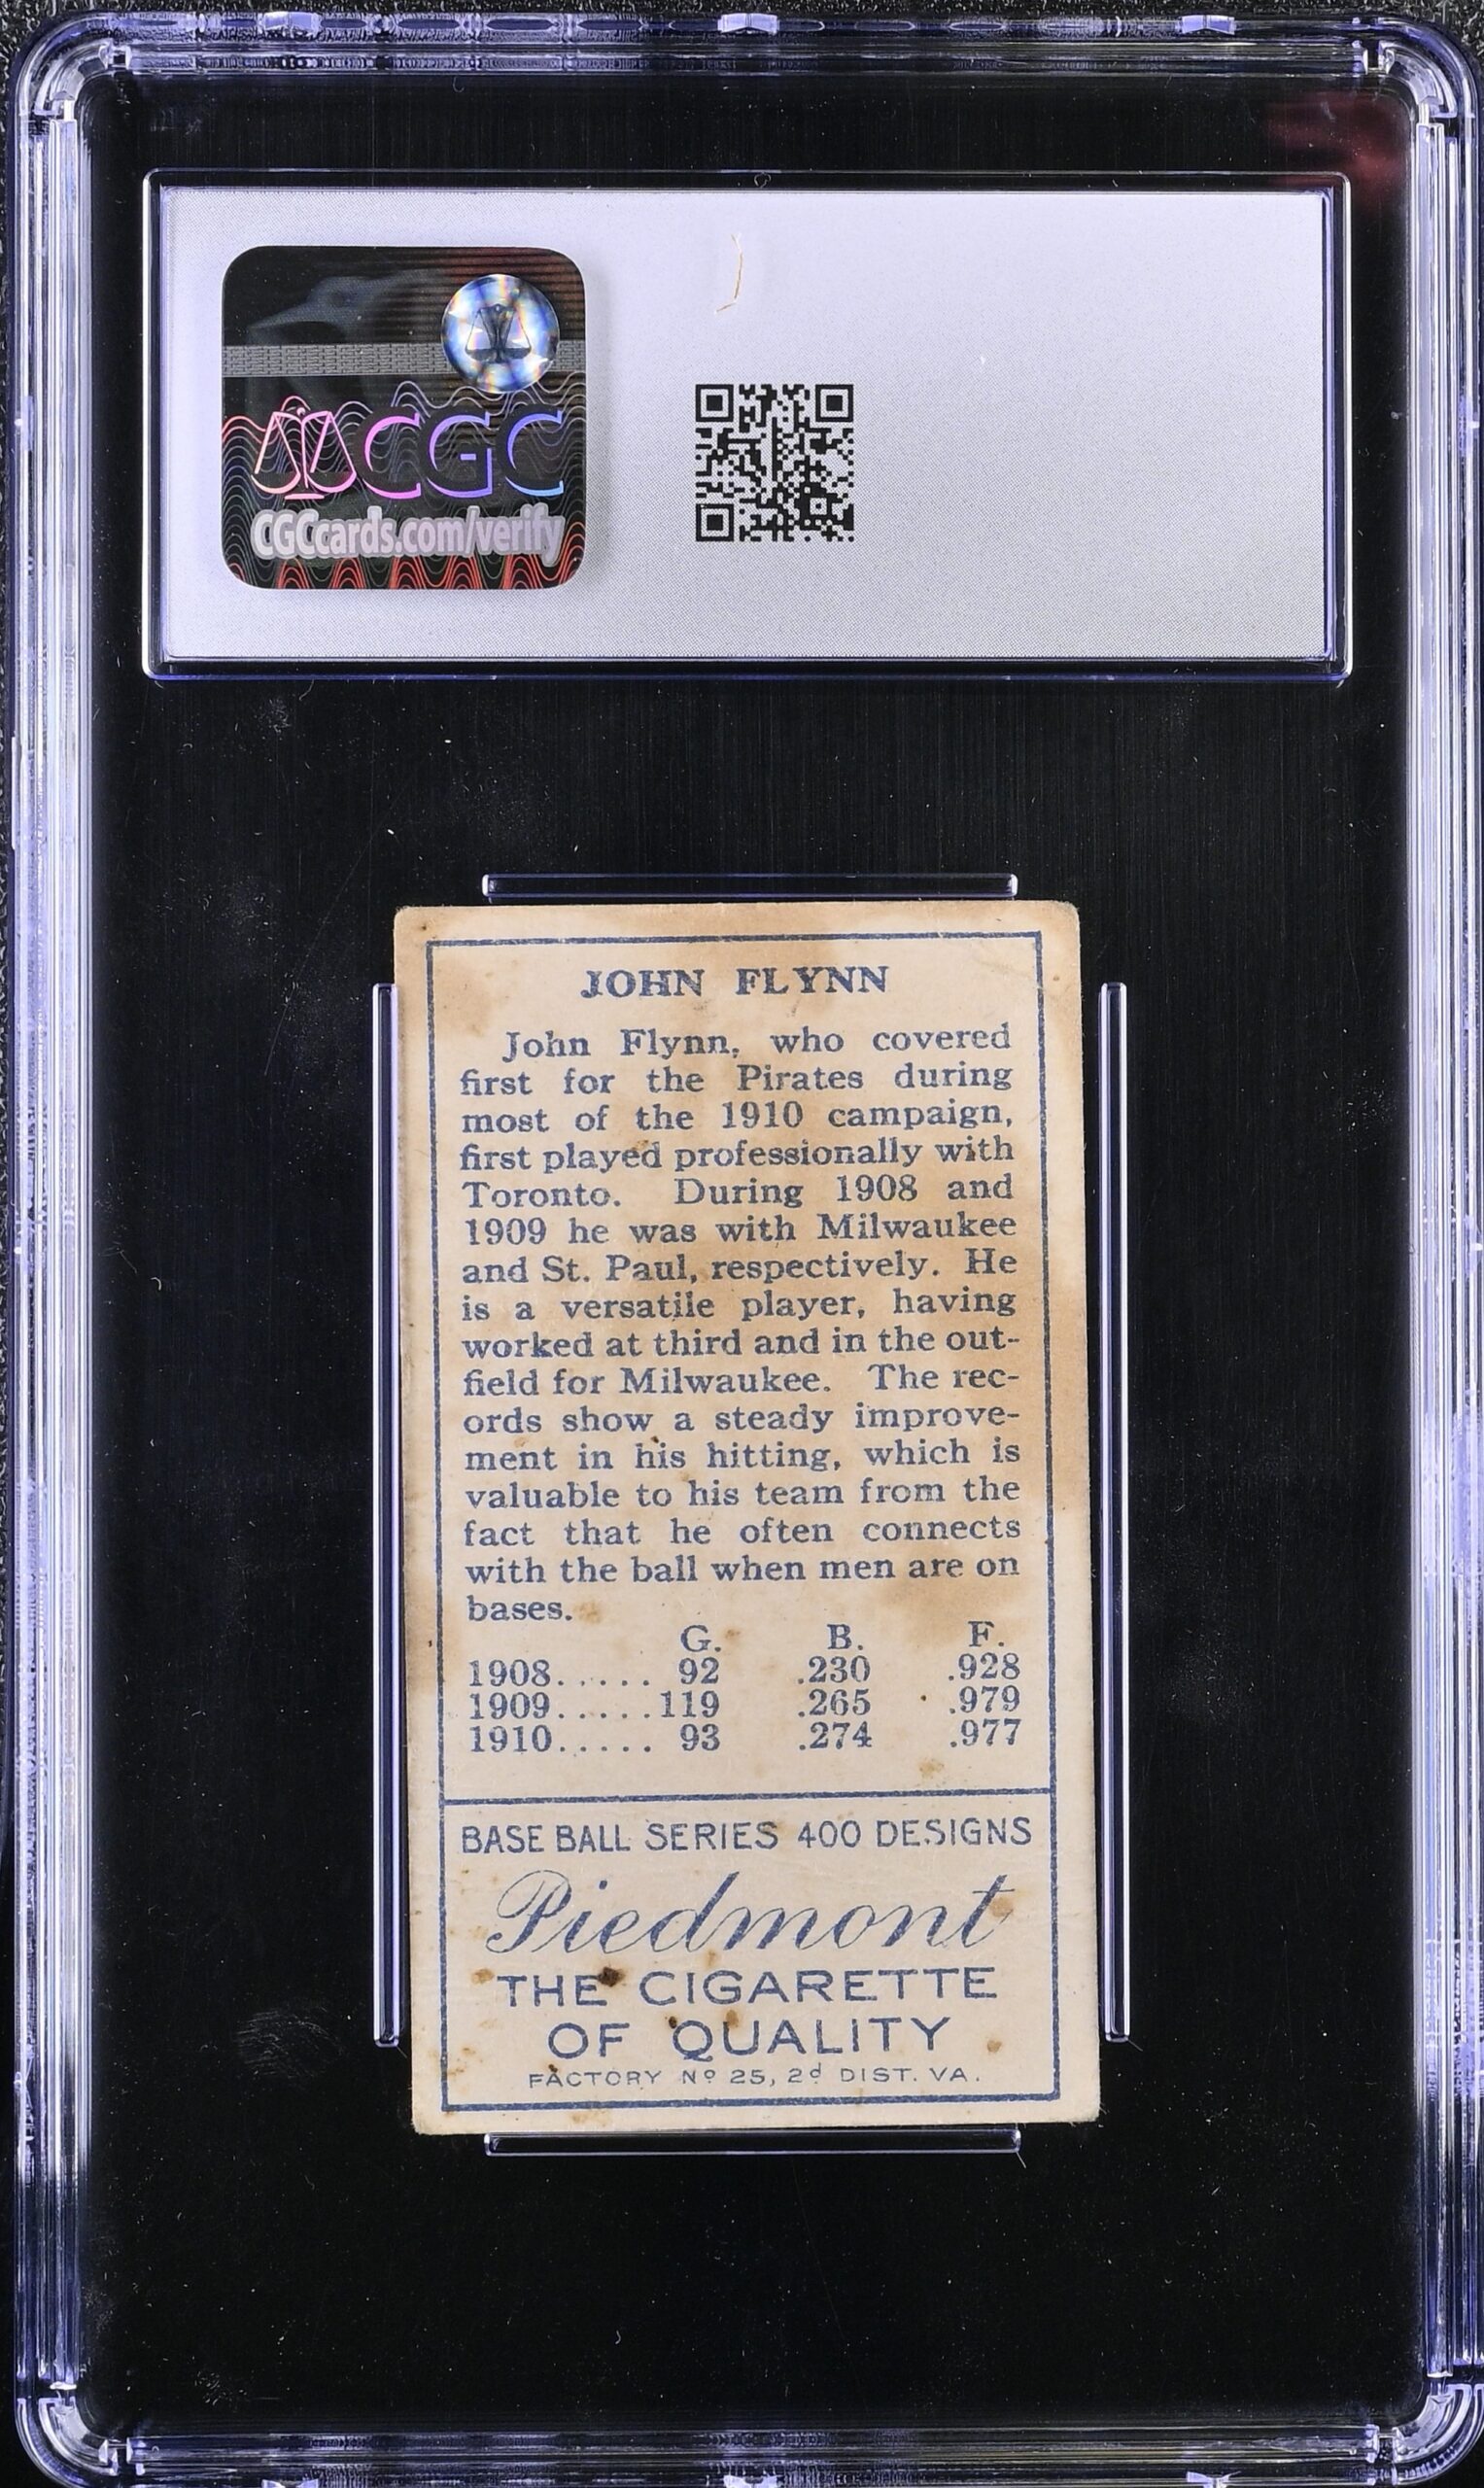 CGC
CGCcards.com/verify
JOHN FLYNN
John Flynn, who covered
first for the Pirates during
most of the 1910 campaign,
first played professionally with
Toronto. During 1908 and
1909 he was with Milwaukee
and St. Paul, respectively. He
is a versatile player, having
worked at third and in the out-
field for Milwaukee. The rec-
ords show a steady improve-
ment in his hitting, which is
valuable to his team from the
fact that he often connects
with the ball when men are on
bases.
G. B. F.
1908...... 92 .230 .928
1909.....119 .265 .979
1910..... 93 .274 .977
BASE BALL SERIES 400 DESIGNS
Piedmont
THE CIGARETTE
OF QUALITY
FACTORY Nº 25, 2d DIST. VA.